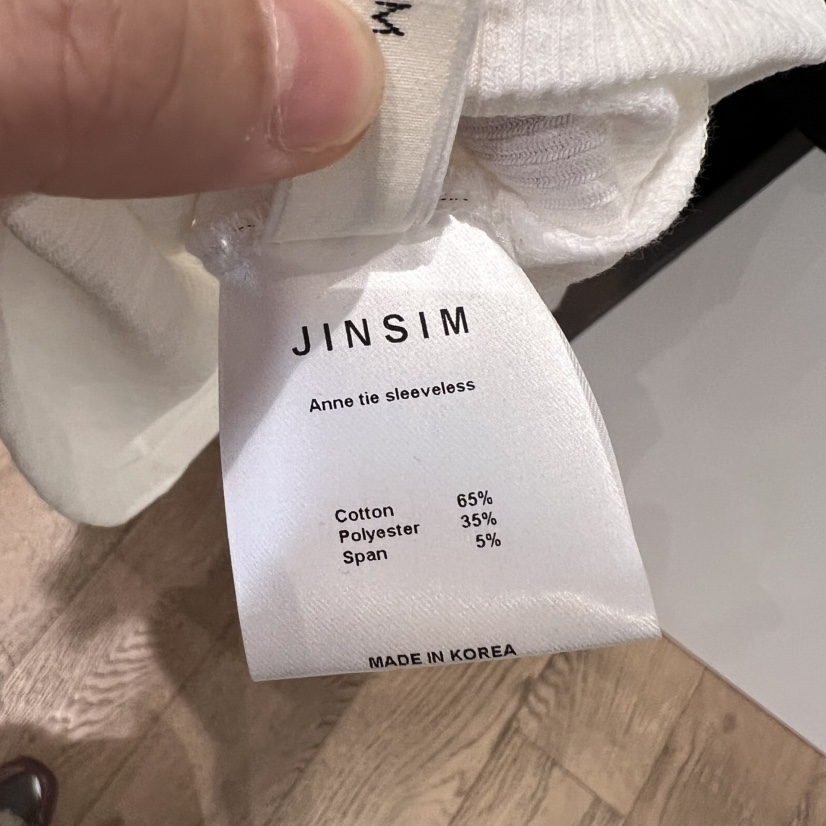 M
JINSIM
Anne tie sleeveless
Cotton 65%
Polyester 35%
Span 5%
MADE IN KOREA